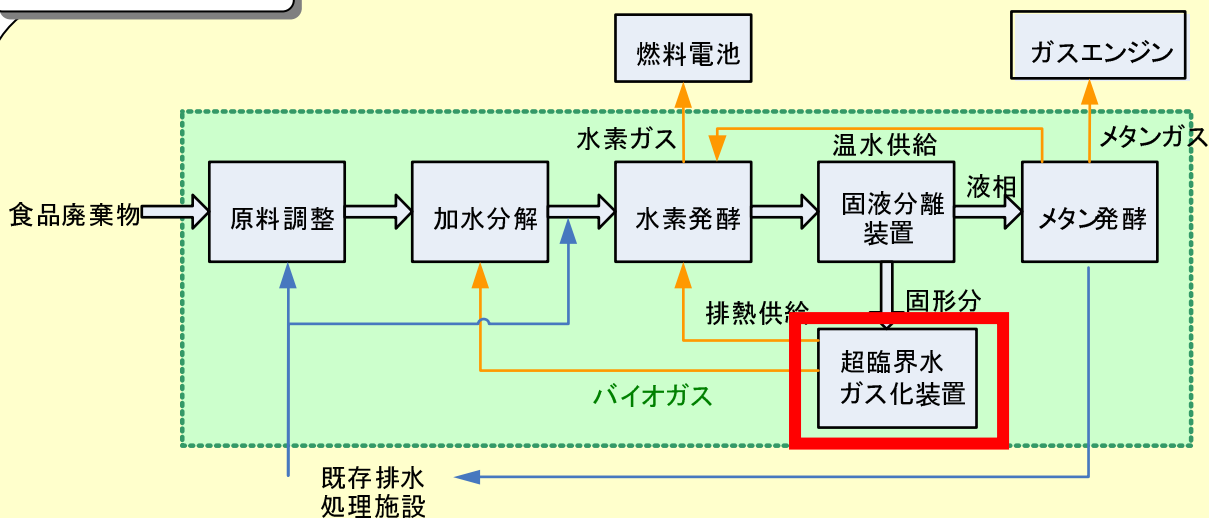 燃料電池
ガスエンジン
水素ガス
温水供給
メタンガス
食品廃棄物
原料調整
加水分解
水素発酵
固液分離
装置
液相
メタン発酵
排熱供給
固形分
超臨界水
ガス化装置
バイオガス
既存排水
処理施設